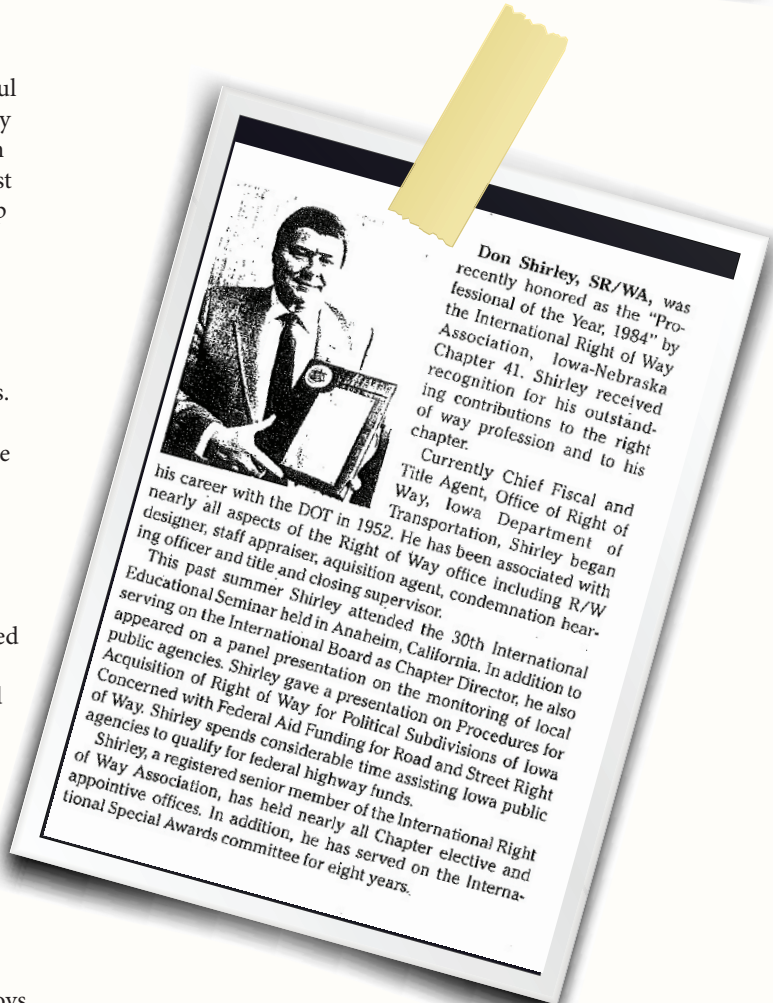 ul
y
n
st
s.
e
ed
oys
Don Shirley, SR/WA, was
recently honored as the "Pro-
fessional of the Year, 1984" by
the International Right of Way
Association, Iowa-Nebraska
Chapter 41. Shirley received
recognition for his outstand-
ing contributions to the right
of way profession and to his
chapter.
Currently Chief Fiscal and
Title Agent, Office of Right of
Way, Iowa Department of
Transportation, Shirley began
his career with the DOT in 1952. He has been associated with
nearly all aspects of the Right of Way office including R/W
designer, staff appraiser, aquisition agent, condemnation hear-
ing officer and title and closing supervisor.
This past summer Shirley attended the 30th International
Educational Seminar held in Anaheim, California. In addition to
serving on the International Board as Chapter Director, he also
appeared on a panel presentation on the monitoring of local
public agencies. Shirley gave a presentation on Procedures for
Acquisition of Right of Way for Political Subdivisions of Iowa
Concerned with Federal Aid Funding for Road and Street Right
of Way. Shirley spends considerable time assisting Iowa public
agencies to qualify for federal highway funds.
Shirley, a registered senior member of the International Right
of Way Association, has held nearly all Chapter elective and
appointive offices. In addition, he has served on the Interna-
tional Special Awards committee for eight years.